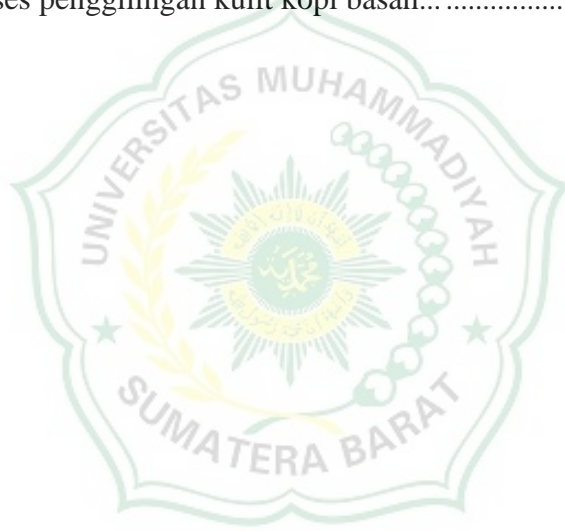 ses penggilingan kulit kopi basah... ................
UNIVERSITAS MUHAMMADIYAH
SUMATERA BARAT